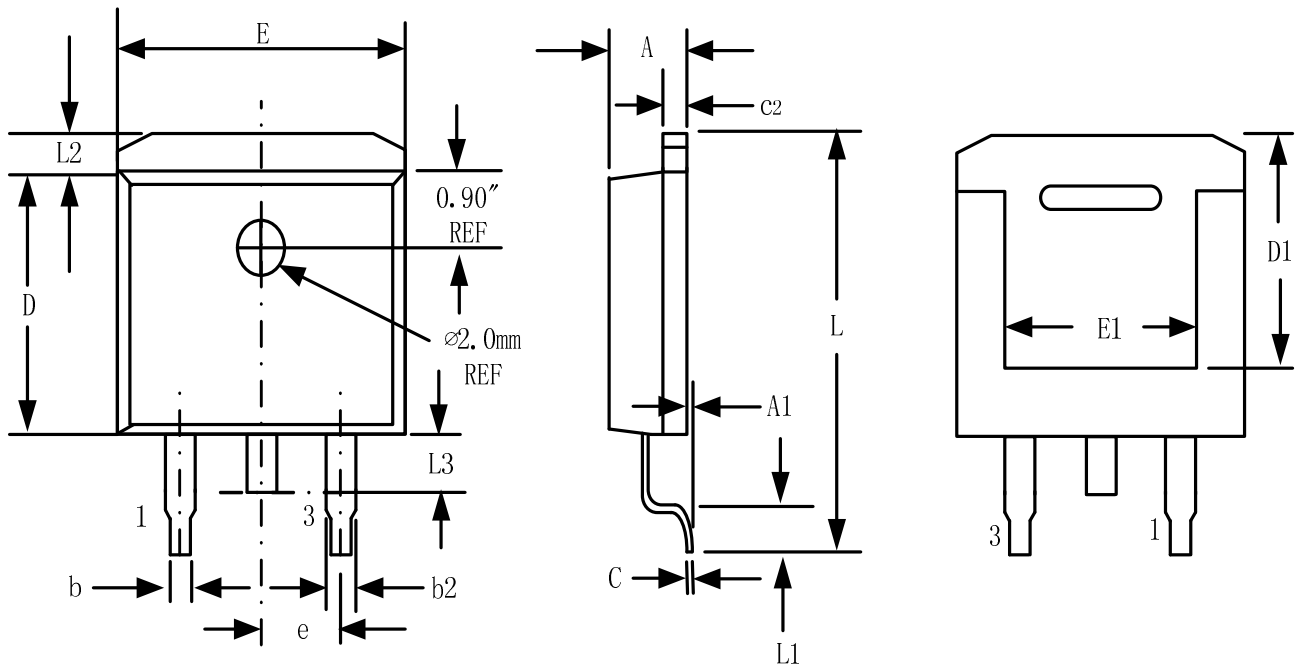 E
L2
D
0.90″
REF
⌀2.0mm
REF
L3
1
3
b
b2
e
A
C2
L
A1
C
L1
D1
E1
3
1